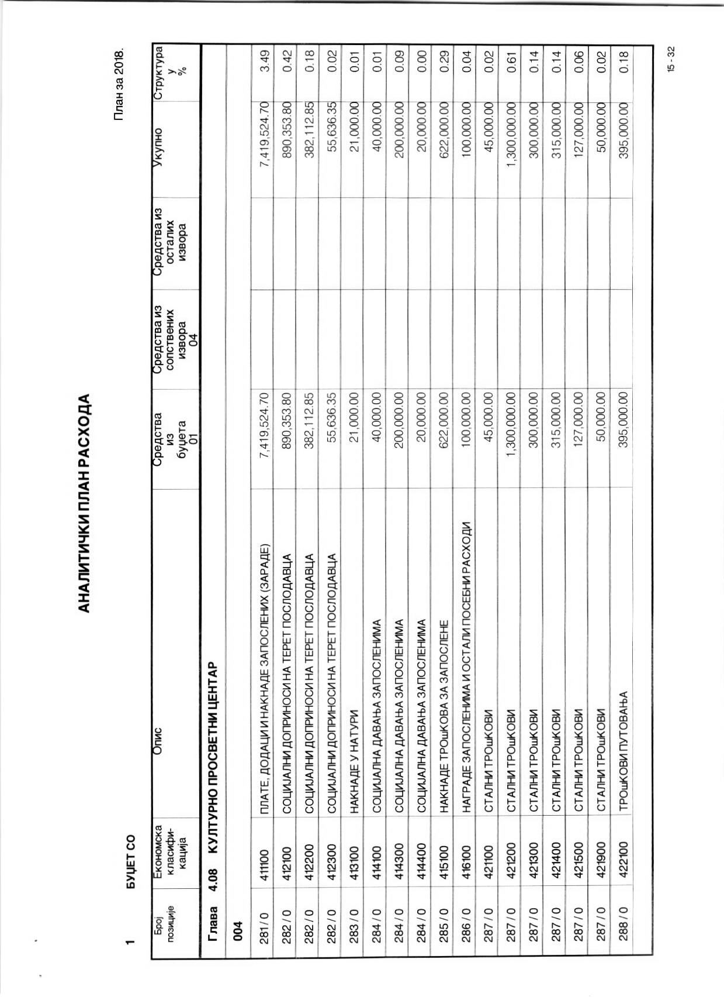 АНАЛИТИЧКИ ПЛАН РАСХОДА
План за 2018.
1 БУЏЕТ СО
Број позиције | Економска класифи-кација | Опис | Средства из буџета 01 | Средства из сопствених извора 04 | Средства из осталих извора | Укупно | Структура у %
Глава 4.08 КУЛТУРНО ПРОСВЕТНИ ЦЕНТАР
004
281 / 0 411100 ПЛАТЕ, ДОДАЦИ И НАКНАДЕ ЗАПОСЛЕНИХ (ЗАРАДЕ) 7,419,524.70 7,419,524.70 3.49
282 / 0 412100 СОЦИЈАЛНИ ДОПРИНОСИ НА ТЕРЕТ ПОСЛОДАВЦА 890,353.80 890,353.80 0.42
282 / 0 412200 СОЦИЈАЛНИ ДОПРИНОСИ НА ТЕРЕТ ПОСЛОДАВЦА 382,112.85 382,112.85 0.18
282 / 0 412300 СОЦИЈАЛНИ ДОПРИНОСИ НА ТЕРЕТ ПОСЛОДАВЦА 55,636.35 55,636.35 0.02
283 / 0 413100 НАКНАДЕ У НАТУРИ 21,000.00 21,000.00 0.01
284 / 0 414100 СОЦИЈАЛНА ДАВАЊА ЗАПОСЛЕНИМА 40,000.00 40,000.00 0.01
284 / 0 414300 СОЦИЈАЛНА ДАВАЊА ЗАПОСЛЕНИМА 200,000.00 200,000.00 0.09
284 / 0 414400 СОЦИЈАЛНА ДАВАЊА ЗАПОСЛЕНИМА 20,000.00 20,000.00 0.00
285 / 0 415100 НАКНАДЕ ТРОшКОВА ЗА ЗАПОСЛЕНЕ 622,000.00 622,000.00 0.29
286 / 0 416100 НАГРАДЕ ЗАПОСЛЕНИМА И ОСТАЛИ ПОСЕБНИ РАСХОДИ 100,000.00 100,000.00 0.04
287 / 0 421100 СТАЛНИ ТРОшКОВИ 45,000.00 45,000.00 0.02
287 / 0 421200 СТАЛНИ ТРОшКОВИ 1,300,000.00 1,300,000.00 0.61
287 / 0 421300 СТАЛНИ ТРОшКОВИ 300,000.00 300,000.00 0.14
287 / 0 421400 СТАЛНИ ТРОшКОВИ 315,000.00 315,000.00 0.14
287 / 0 421500 СТАЛНИ ТРОшКОВИ 127,000.00 127,000.00 0.06
287 / 0 421900 СТАЛНИ ТРОшКОВИ 50,000.00 50,000.00 0.02
288 / 0 422100 ТРОшКОВИ ПУТОВАЊА 395,000.00 395,000.00 0.18
15 - 32